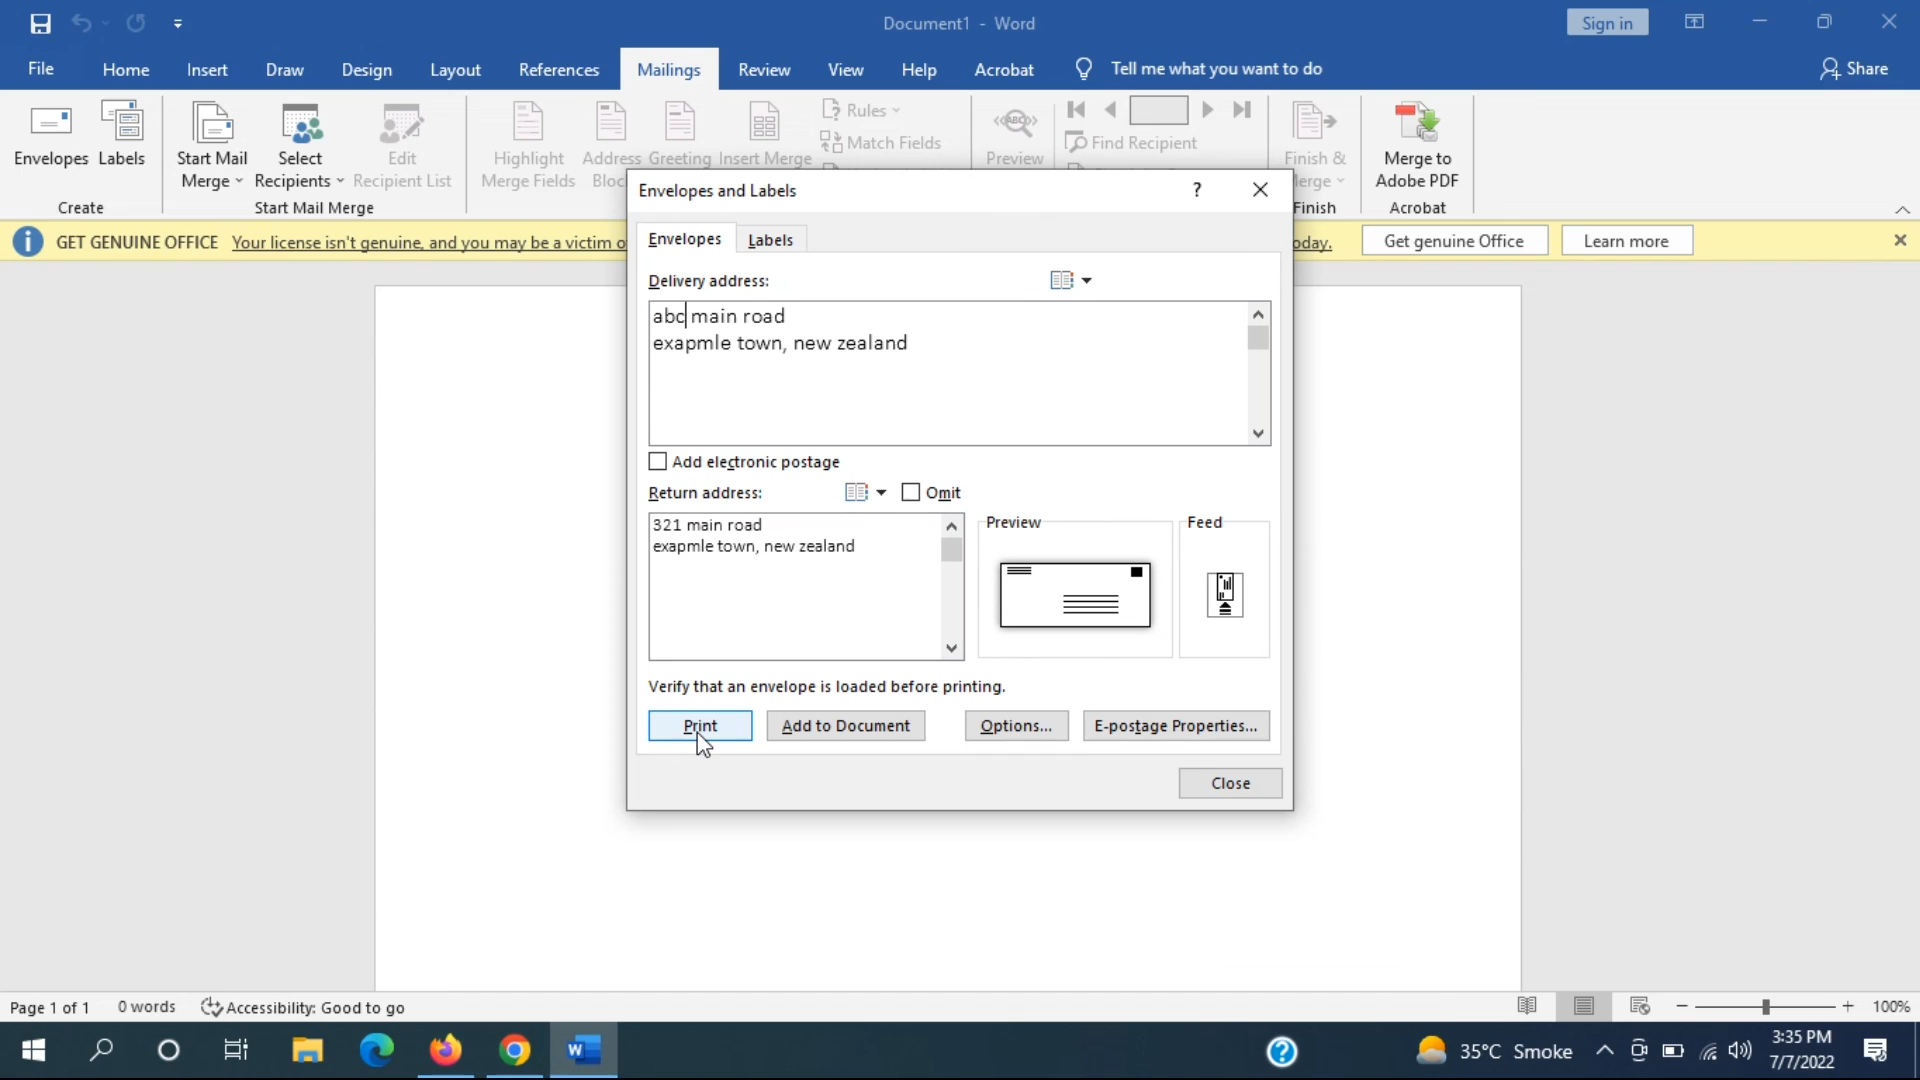 Document1 - Word
Sign in
File Home Insert Draw Design Layout References Mailings Review View Help Acrobat Tell me what you want to do Share
Envelopes
Labels
Start Mail
Merge
Select
Recipients
Edit
Recipient List
Highlight
Merge Fields
Address
Greeting
Insert Merge
Rules
Match Fields
Preview
Find Recipient
Finish &
Merge to
Adobe PDF
Create
Start Mail Merge
Finish
Acrobat
GET GENUINE OFFICE Your license isn't genuine, and you may be a victim o
oday.
Get genuine Office
Learn more
Envelopes and Labels
?
Envelopes
Labels
Delivery address:
abc main road
exapmle town, new zealand
Add electronic postage
Return address:
Omit
321 main road
exapmle town, new zealand
Preview
Feed
Verify that an envelope is loaded before printing.
Print
Add to Document
Options...
E-postage Properties...
Close
Page 1 of 1
0 words
Accessibility: Good to go
100%
35°C Smoke
3:35 PM
7/7/2022